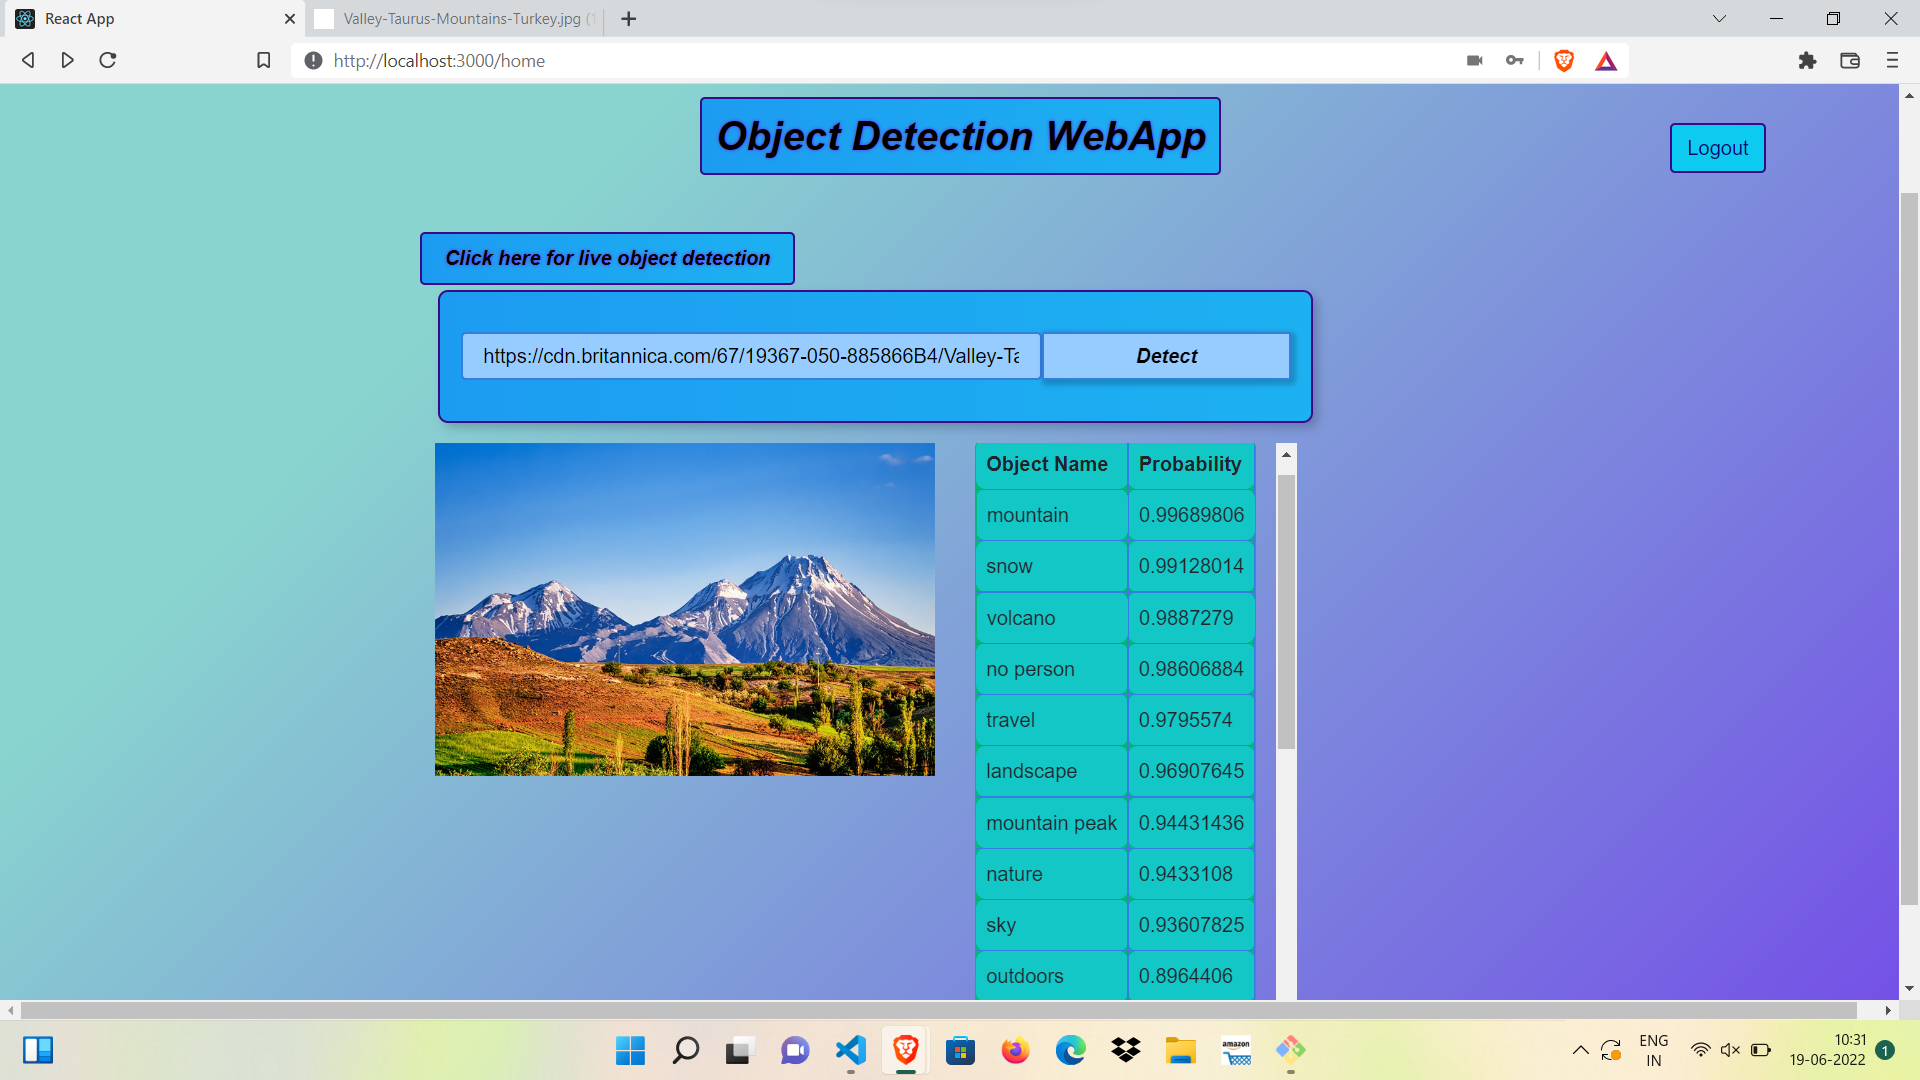 React App
Valley-Taurus-Mountains-Turkey.jpg (1
http://localhost:3000/home
Object Detection WebApp
Logout
Click here for live object detection
https://cdn.britannica.com/67/19367-050-885866B4/Valley-Ta
Detect
Object Name Probability
mountain 0.99689806
snow 0.99128014
volcano 0.9887279
no person 0.98606884
travel 0.9795574
landscape 0.96907645
mountain peak 0.94431436
nature 0.9433108
sky 0.93607825
outdoors 0.8964406
amazon
ENG
IN
10:31
19-06-2022
1